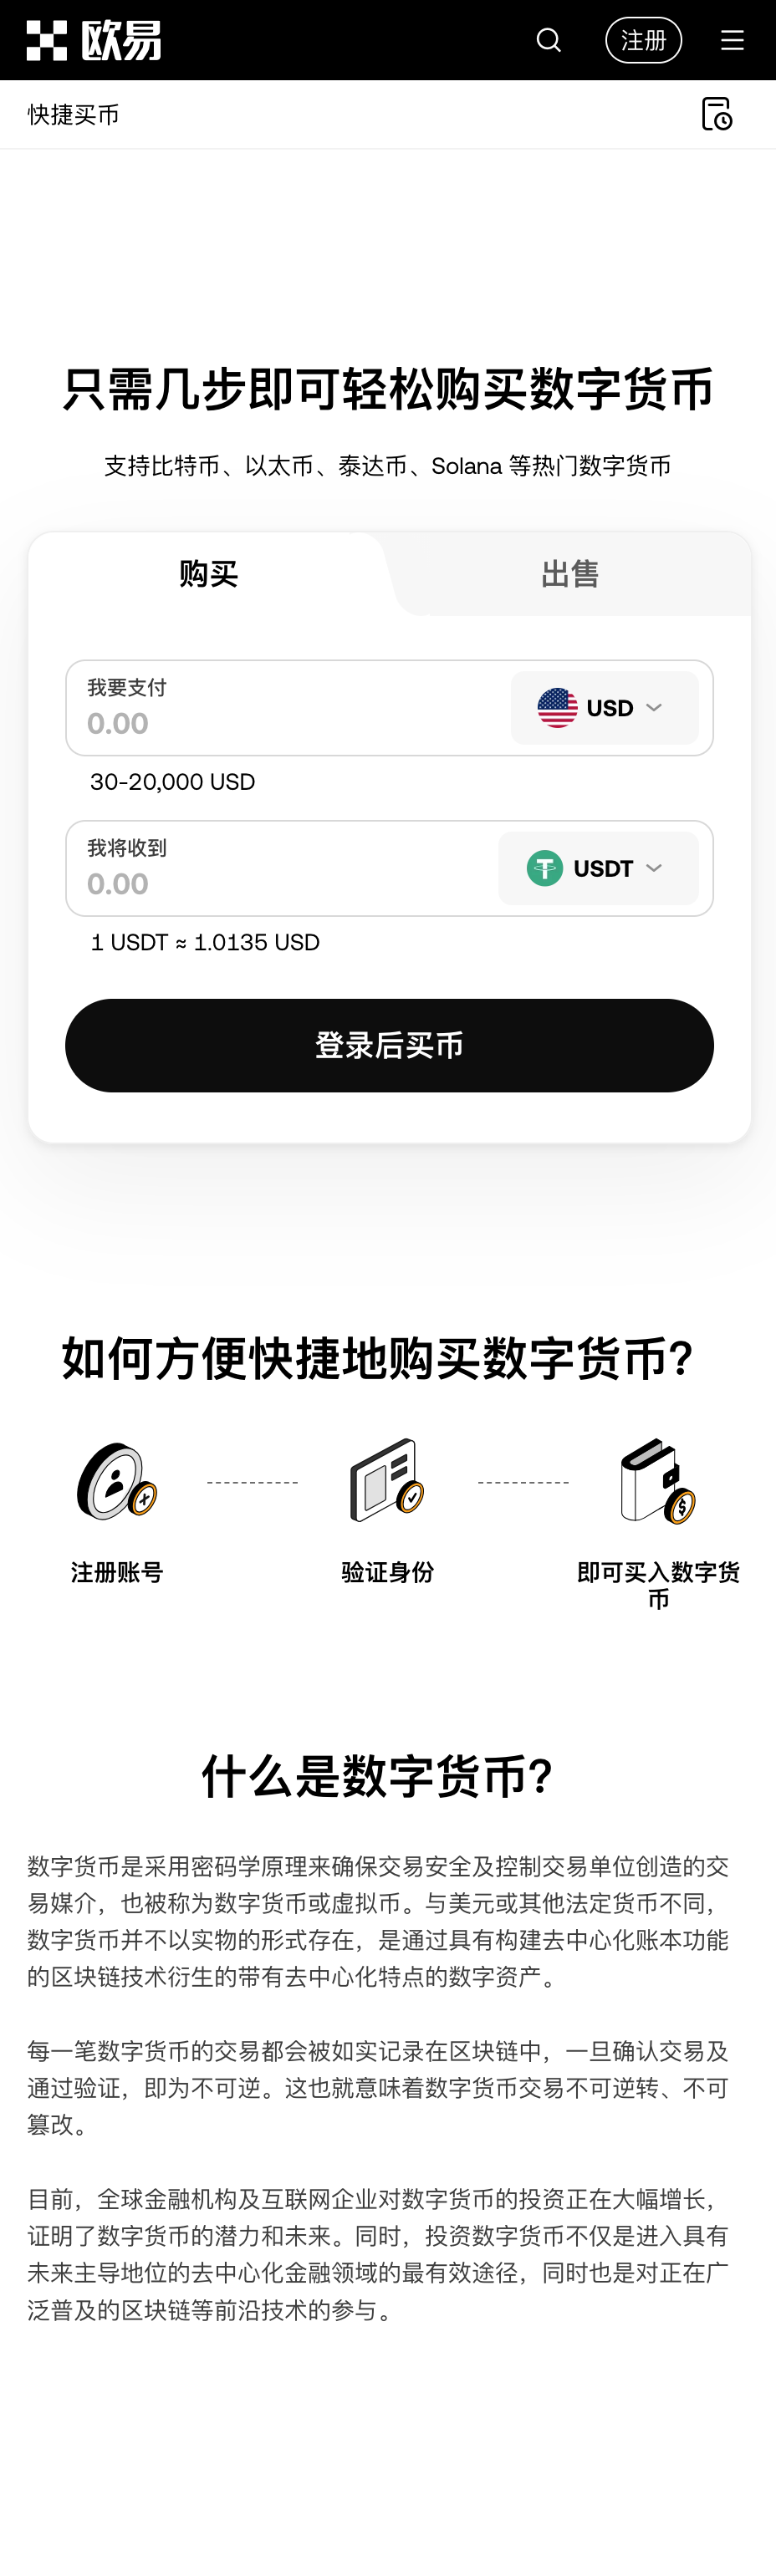 欧易
注册
快捷买币
只需几步即可轻松购买数字货币
支持比特币、以太币、泰达币、Solana 等热门数字货币
购买
出售
我要支付
0.00
USD
30-20,000 USD
我将收到
0.00
USDT
1 USDT ≈ 1.0135 USD
登录后买币
如何方便快捷地购买数字货币?
注册账号
验证身份
即可买入数字货
币
什么是数字货币?
数字货币是采用密码学原理来确保交易安全及控制交易单位创造的交
易媒介，也被称为数字货币或虚拟币。与美元或其他法定货币不同，
数字货币并不以实物的形式存在，是通过具有构建去中心化账本功能
的区块链技术衍生的带有去中心化特点的数字资产。
每一笔数字货币的交易都会被如实记录在区块链中，一旦确认交易及
通过验证，即为不可逆。这也就意味着数字货币交易不可逆转、不可
篡改。
目前，全球金融机构及互联网企业对数字货币的投资正在大幅增长，
证明了数字货币的潜力和未来。同时，投资数字货币不仅是进入具有
未来主导地位的去中心化金融领域的最有效途径，同时也是对正在广
泛普及的区块链等前沿技术的参与。